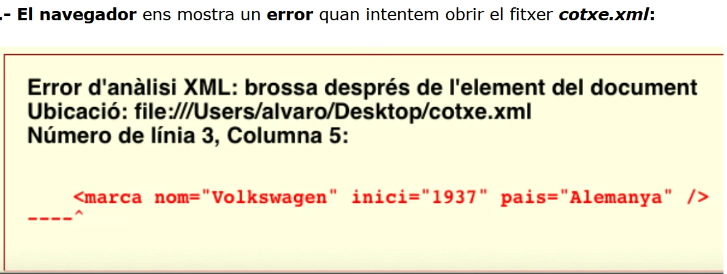 .- El navegador ens mostra un error quan intentem obrir el fitxer cotxe.xml:
Error d'anàlisi XML: brossa després de l'element del document
Ubicació: file:///Users/alvaro/Desktop/cotxe.xml
Número de línia 3, Columna 5:
<marca nom="Volkswagen" inici="1937" pais="Alemanya" />
----^